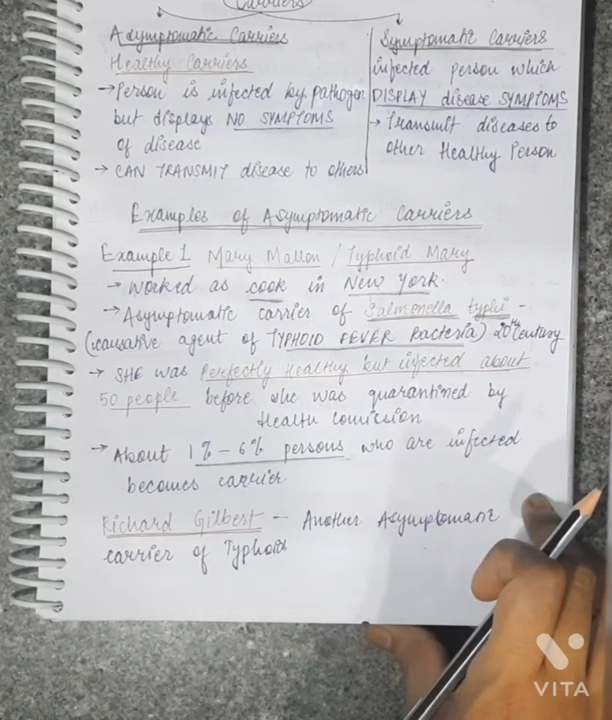 Carriers
Asymptomatic Carriers
Healthy Carriers
→ Person is infected by pathogen
but displays NO SYMPTOMS
of disease
→ CAN TRANSMIT disease to others
Symptomatic Carriers
infected person which
DISPLAY disease SYMPTOMS
→ Transmit diseases to
other Healthy Person
Examples of Asymptomatic Carriers
Example 1 Mary Mallon / Typhoid Mary
→ Worked as cook in New York.
→ Asymptomatic carrier of Salmonella typhi -
(causative agent of TYPHOID FEVER Bacteria) 20th Century
→ SHE was Perfectly Healthy but infected about
50 people before she was quarantined by
Health comission
→ About 1% - 6% persons who are infected
becomes carrier
Richard Gilbert - Another Asymptomatic
carrier of Typhoid
VITA